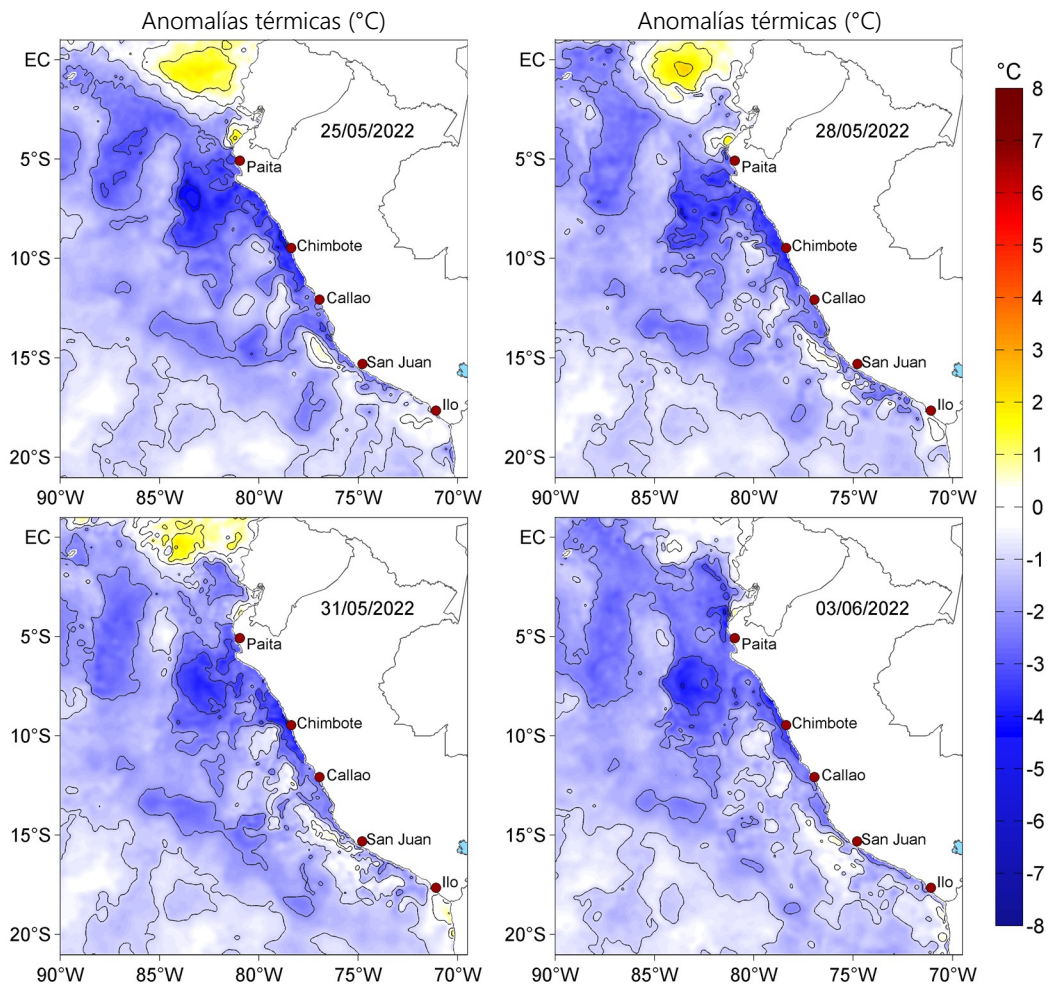 Anomalías térmicas (°C)
Anomalías térmicas (°C)
°C
8
7
6
5
4
3
2
1
0
-1
-2
-3
-4
-5
-6
-7
-8
EC
5°S
10°S
15°S
20°S
90°W
85°W
80°W
75°W
70°W
25/05/2022
Paita
Chimbote
Callao
San Juan
Ilo
EC
5°S
10°S
15°S
20°S
90°W
85°W
80°W
75°W
70°W
28/05/2022
Paita
Chimbote
Callao
San Juan
Ilo
EC
5°S
10°S
15°S
20°S
90°W
85°W
80°W
75°W
70°W
31/05/2022
Paita
Chimbote
Callao
San Juan
Ilo
EC
5°S
10°S
15°S
20°S
90°W
85°W
80°W
75°W
70°W
03/06/2022
Paita
Chimbote
Callao
San Juan
Ilo